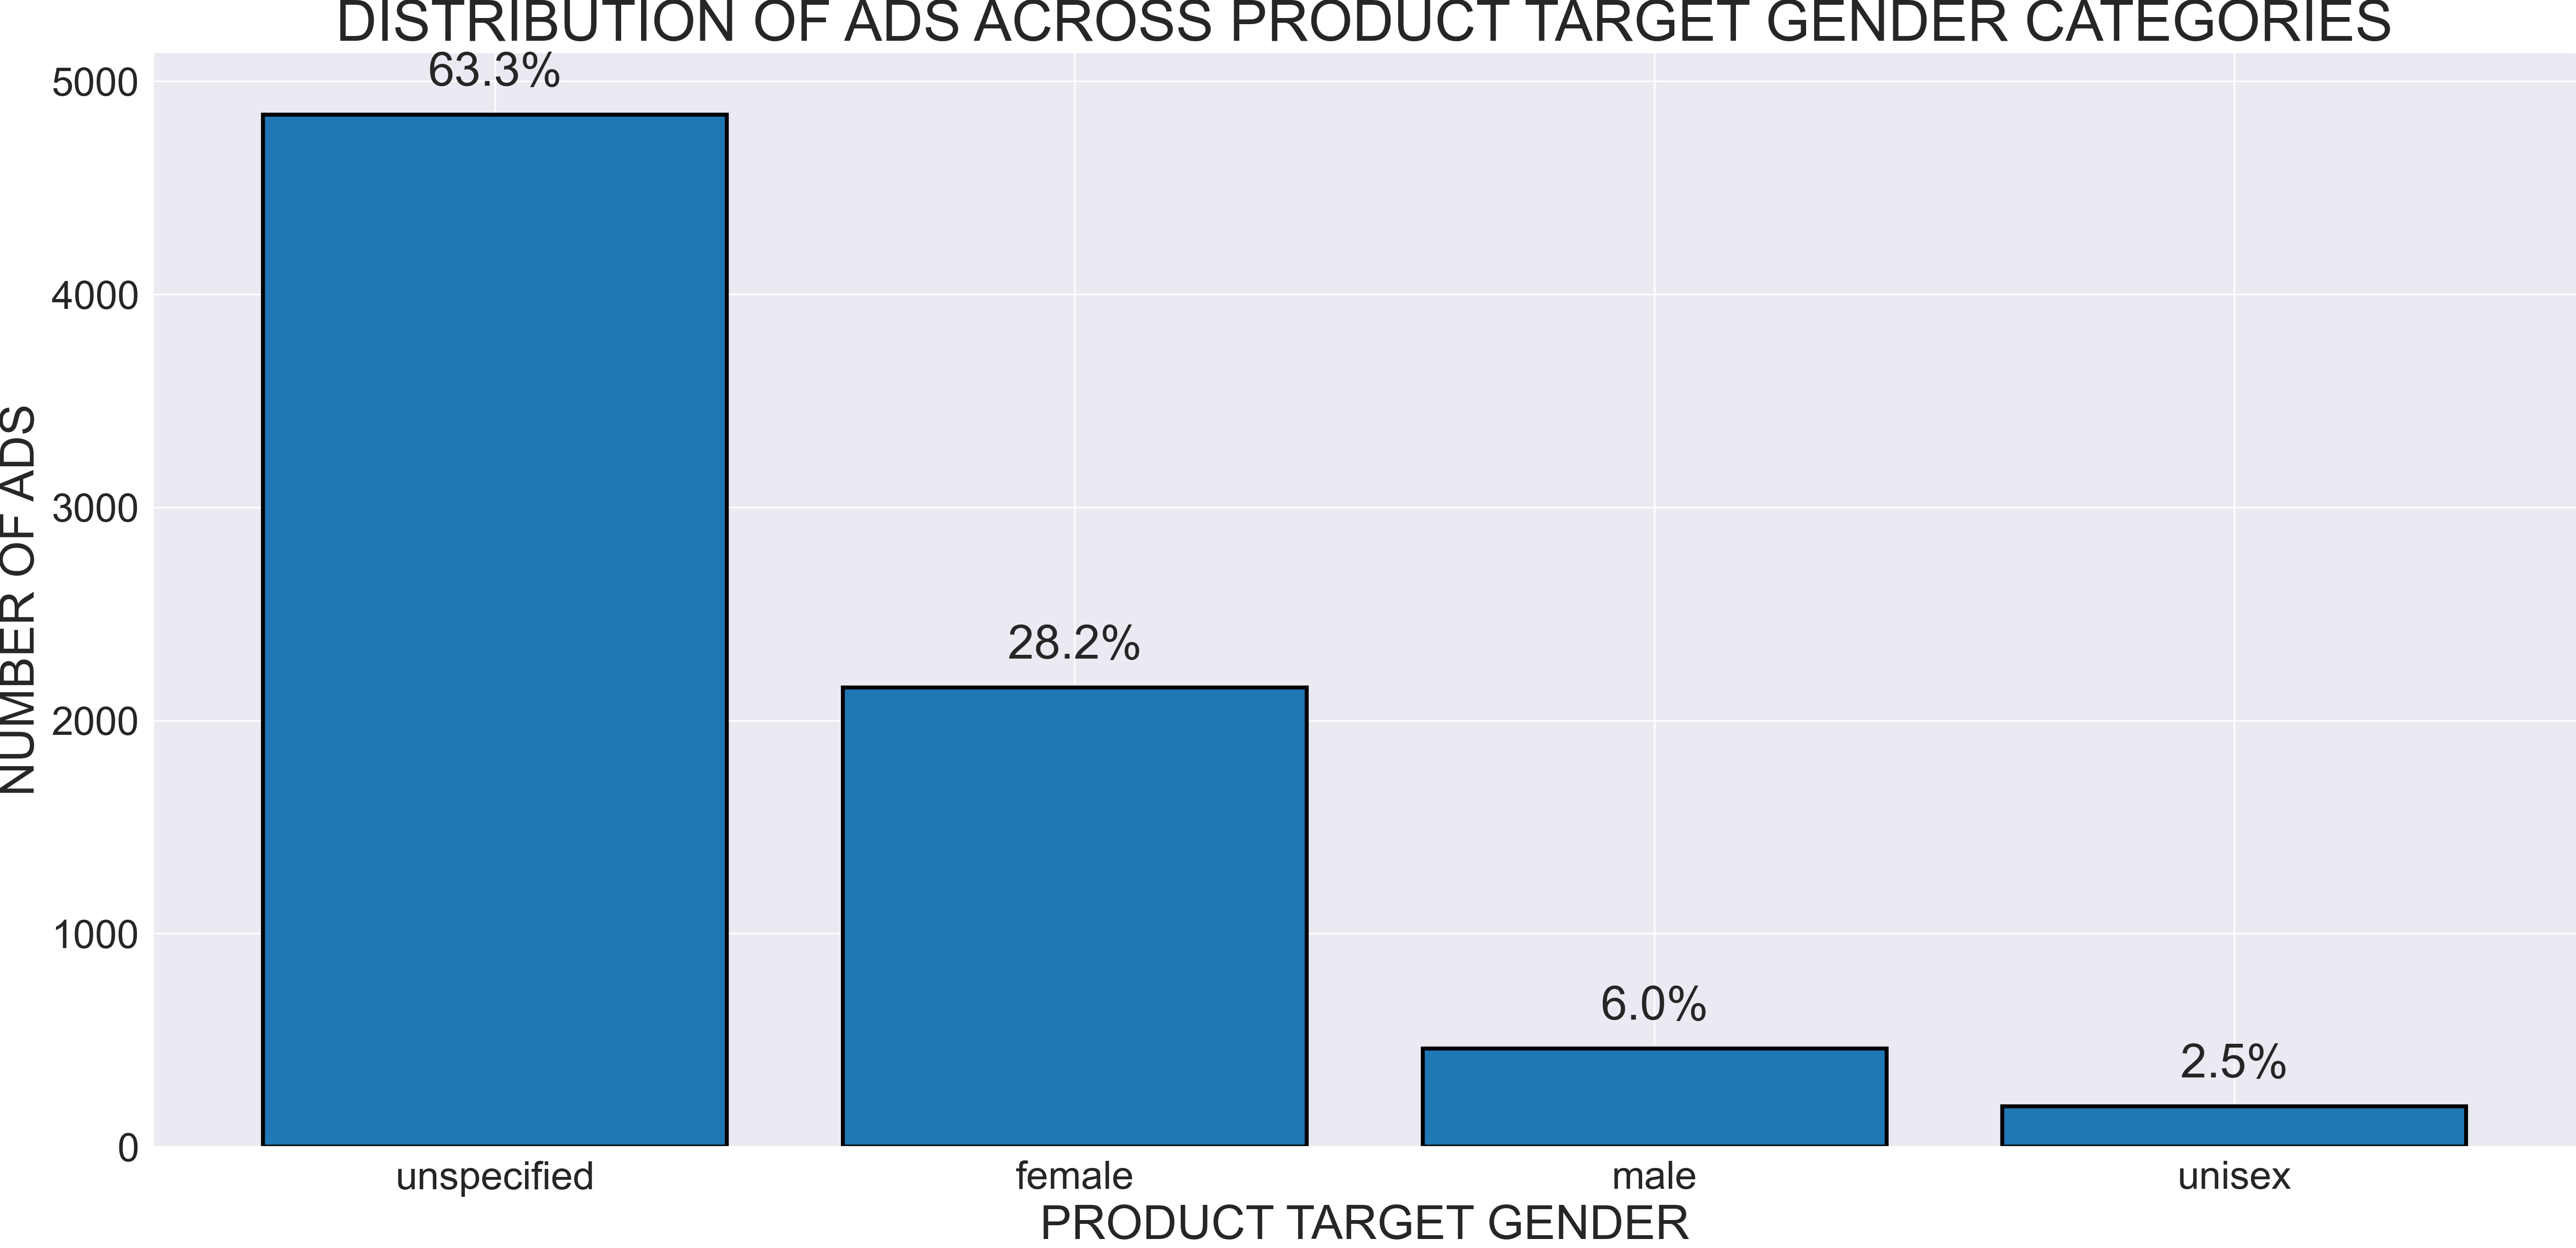 DISTRIBUTION OF ADS ACROSS PRODUCT TARGET GENDER CATEGORIES
NUMBER OF ADS
5000
4000
3000
2000
1000
0
63.3%
28.2%
6.0%
2.5%
unspecified
female
male
unisex
PRODUCT TARGET GENDER